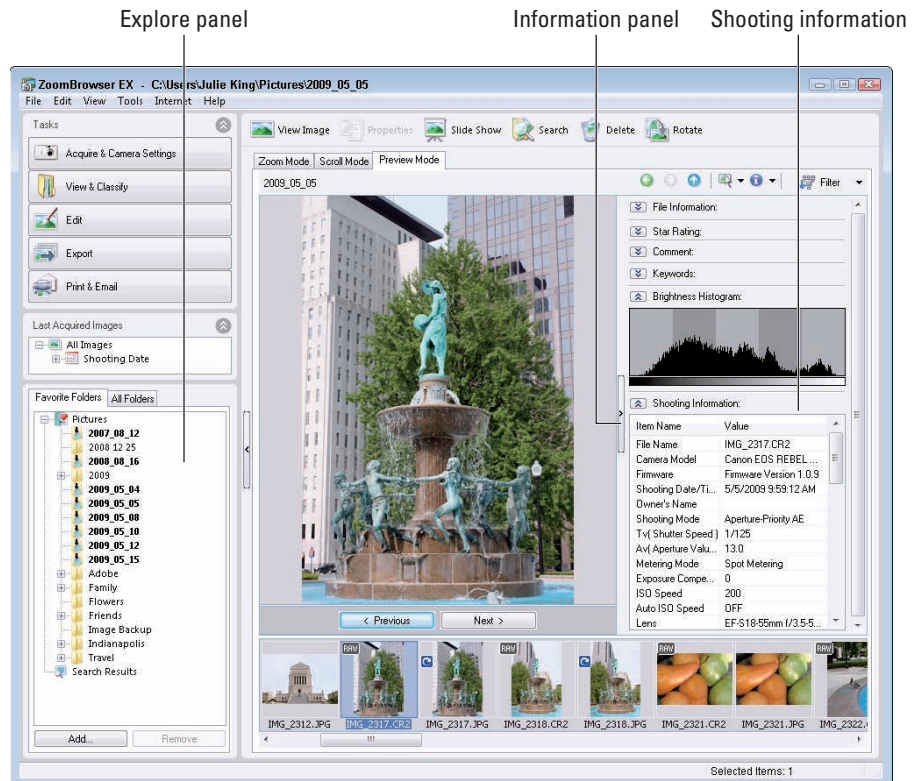 Explore panel
Information panel
Shooting information
ZoomBrowser EX - C:\Users\Julie King\Pictures\2009_05_05
File Edit View Tools Internet Help
Tasks
Acquire & Camera Settings
View & Classify
Edit
Export
Print & Email
Last Acquired Images
All Images
Shooting Date
Favorite Folders
All Folders
Pictures
2007_08_12
2008 12 25
2008_08_16
2009
2009_05_04
2009_05_05
2009_05_08
2009_05_10
2009_05_12
2009_05_15
Adobe
Family
Flowers
Friends
Image Backup
Indianapolis
Travel
Search Results
Add...
Remove
View Image
Properties
Slide Show
Search
Delete
Rotate
Zoom Mode
Scroll Mode
Preview Mode
2009_05_05
Filter
< Previous
Next >
File Information:
Star Rating:
Comment:
Keywords:
Brightness Histogram:
Shooting Information:
Item Name Value
File Name IMG_2317.CR2
Camera Model Canon EOS REBEL ...
Firmware Firmware Version 1.0.9
Shooting Date/Ti... 5/5/2009 9:59:12 AM
Owner's Name
Shooting Mode Aperture-Priority AE
Tv( Shutter Speed ) 1/125
Av( Aperture Valu... 13.0
Metering Mode Spot Metering
Exposure Compe... 0
ISO Speed 200
Auto ISO Speed OFF
Lens EF-S18-55mm f/3.5-5...
RAW
RAW
RAW
RAW
IMG_2312.JPG
IMG_2317.CR2
IMG_2317.JPG
IMG_2318.CR2
IMG_2318.JPG
IMG_2321.CR2
IMG_2321.JPG
IMG_2322.
Selected Items: 1